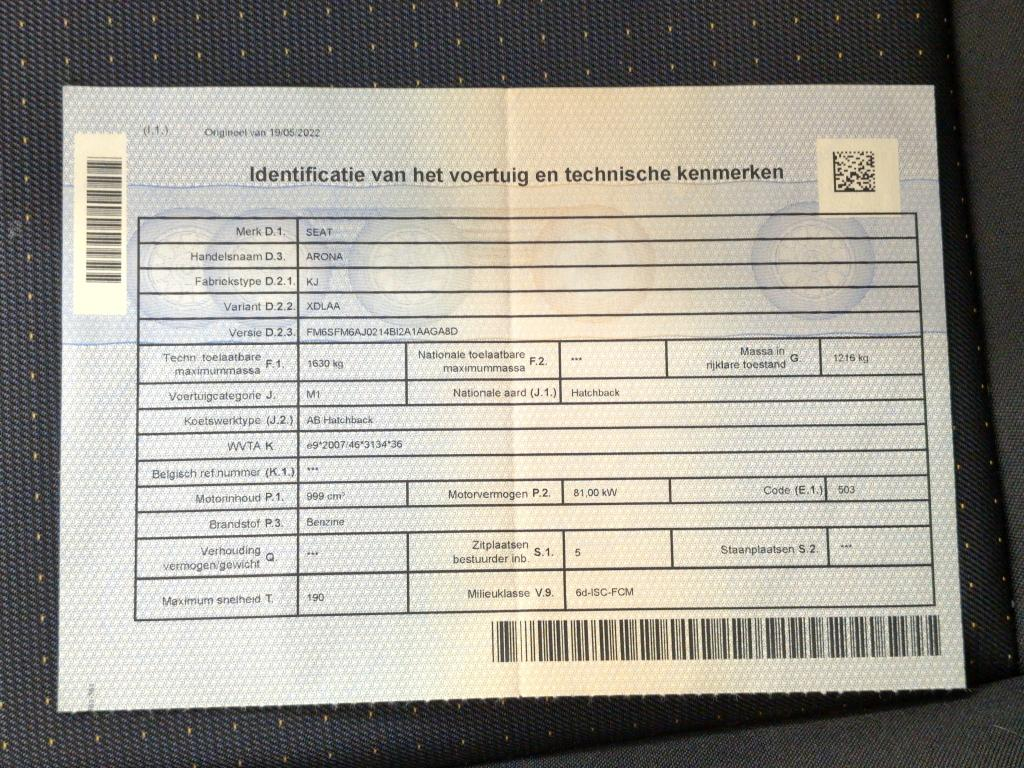 (I.1.) Origineel van 19/05/2022
Identificatie van het voertuig en technische kenmerken
Merk D.1. SEAT
Handelsnaam D.3. ARONA
Fabriekstype D.2.1. KJ
Variant D.2.2. XDLAA
Versie D.2.3. FM6SFM6AJ0214BI2A1AAGA8D
Techn. toelaatbare maximummassa F.1. 1630 kg Nationale toelaatbare maximummassa F.2. *** Massa in rijklare toestand G. 1216 kg
Voertuigcategorie J. M1 Nationale aard (J.1.) Hatchback
Koetswerktype (J.2.) AB Hatchback
WVTA K e9*2007/46*3134*36
Belgisch ref.nummer (K.1.) ***
Motorinhoud P.1. 999 cm³ Motorvermogen P.2. 81,00 kW Code (E.1.) 503
Brandstof P.3. Benzine
Verhouding vermogen/gewicht Q. *** Zitplaatsen bestuurder inb. S.1. 5 Staanplaatsen S.2. ***
Maximum snelheid T. 190 Milieuklasse V.9. 6d-ISC-FCM